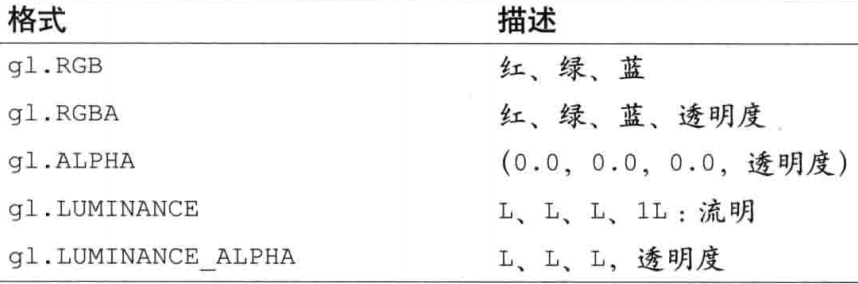 格式 描述
gl.RGB 红、绿、蓝
gl.RGBA 红、绿、蓝、透明度
gl.ALPHA (0.0, 0.0, 0.0, 透明度)
gl.LUMINANCE L、L、L、1L：流明
gl.LUMINANCE_ALPHA L、L、L, 透明度